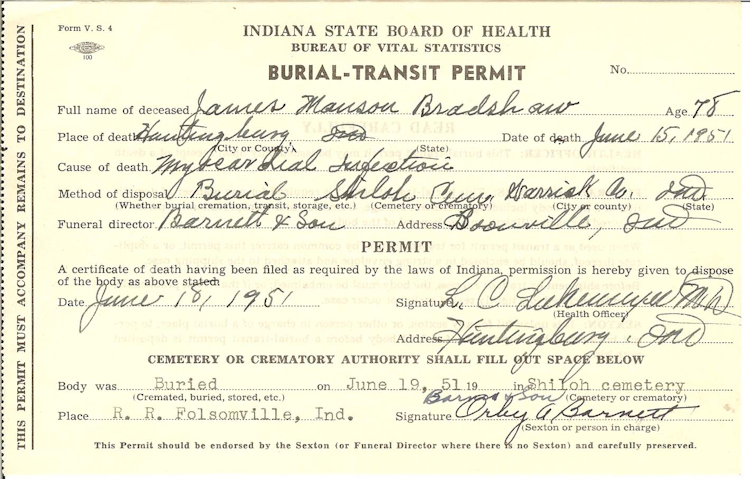 Form V. S. 4
100
INDIANA STATE BOARD OF HEALTH
BUREAU OF VITAL STATISTICS
BURIAL-TRANSIT PERMIT
No.
Full name of deceased James Manson Bradshaw Age 78
Place of death Huntingburg Ind Date of death June 15, 1951
(City or County) (State)
Cause of death Myocardial Infection
Method of disposal Burial Shiloh Cem, Warrick Co. Ind
(Whether burial cremation, transit, storage, etc.) (Cemetery or crematory) (City or county) (State)
Funeral director Barnett & Son Address Boonville, Ind
PERMIT
A certificate of death having been filed as required by the laws of Indiana, permission is hereby given to dispose
of the body as above stated:
Date June 18, 1951 Signature L. C. M D
(Health Officer)
Address Huntingburg. Ind
CEMETERY OR CREMATORY AUTHORITY SHALL FILL OUT SPACE BELOW
Body was Buried on June 19, 51 19 in Shiloh cemetery
(Cremated, buried, stored, etc.) (Cemetery or crematory)
Place R. R. Folsomville, Ind. Signature & Son Orby A Barnett
(Sexton or person in charge)
This Permit should be endorsed by the Sexton (or Funeral Director where there is no Sexton) and carefully preserved.
THIS PERMIT MUST ACCOMPANY REMAINS TO DESTINATION